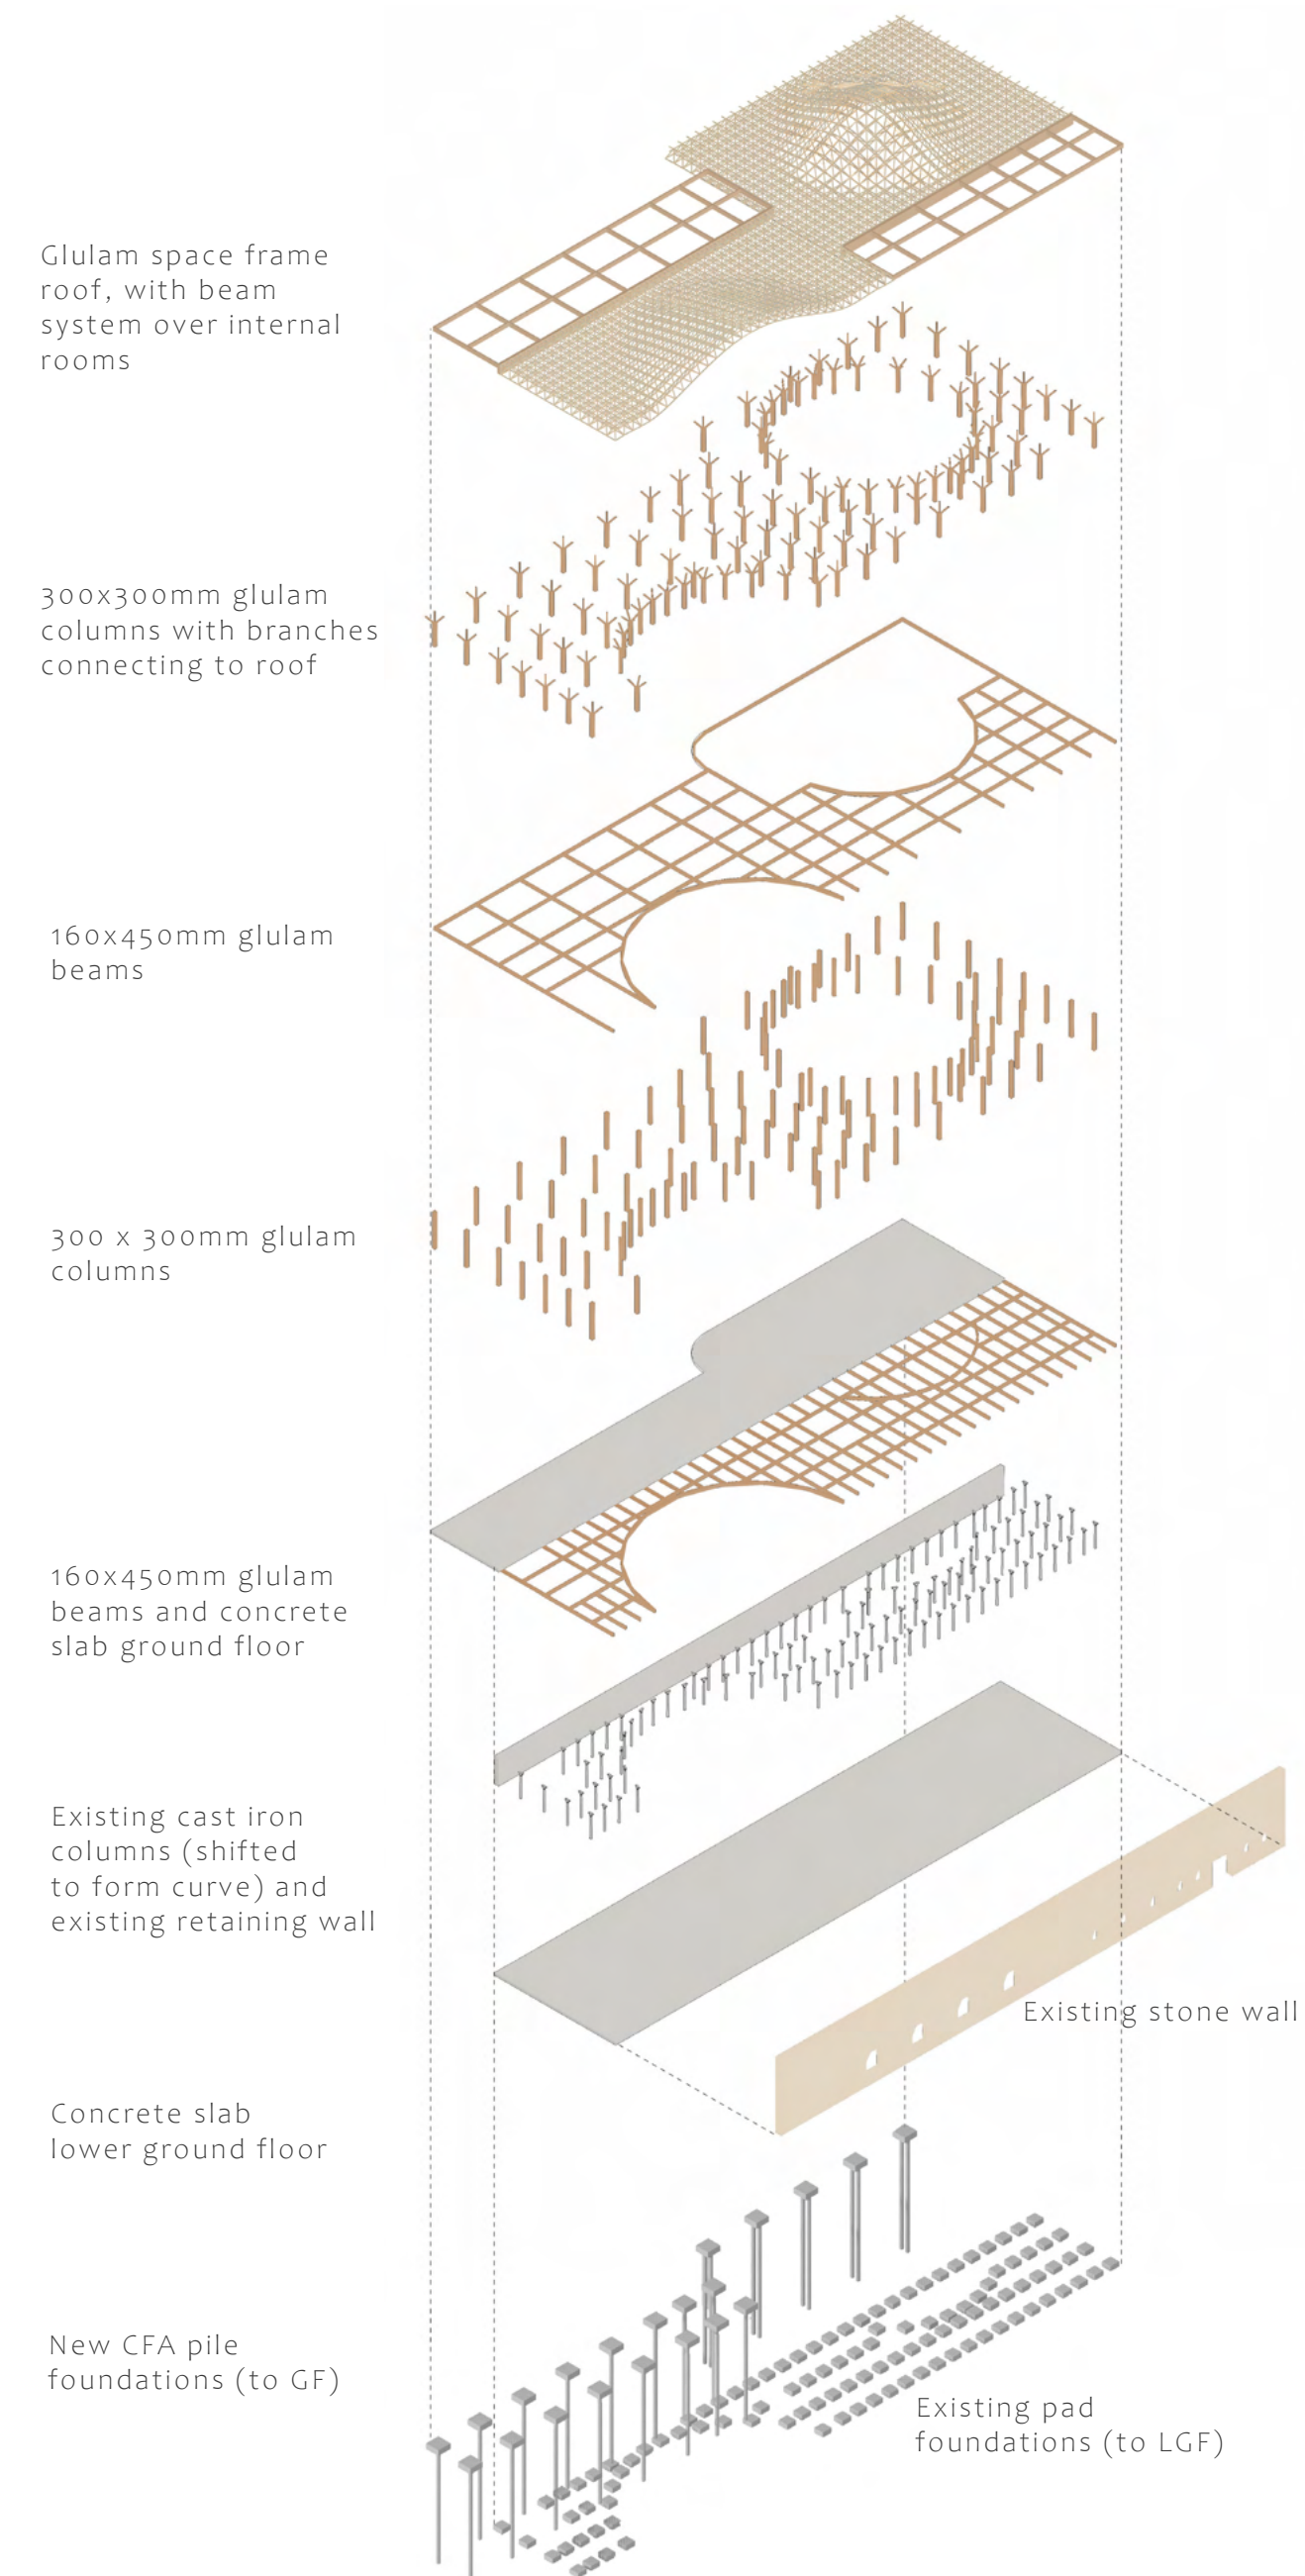 Glulam space frame
roof, with beam
system over internal
rooms
300x300mm glulam
columns with branches
connecting to roof
160x450mm glulam
beams
300 x 300mm glulam
columns
160x450mm glulam
beams and concrete
slab ground floor
Existing cast iron
columns (shifted
to form curve) and
existing retaining wall
Existing stone wall
Concrete slab
lower ground floor
New CFA pile
foundations (to GF)
Existing pad
foundations (to LGF)